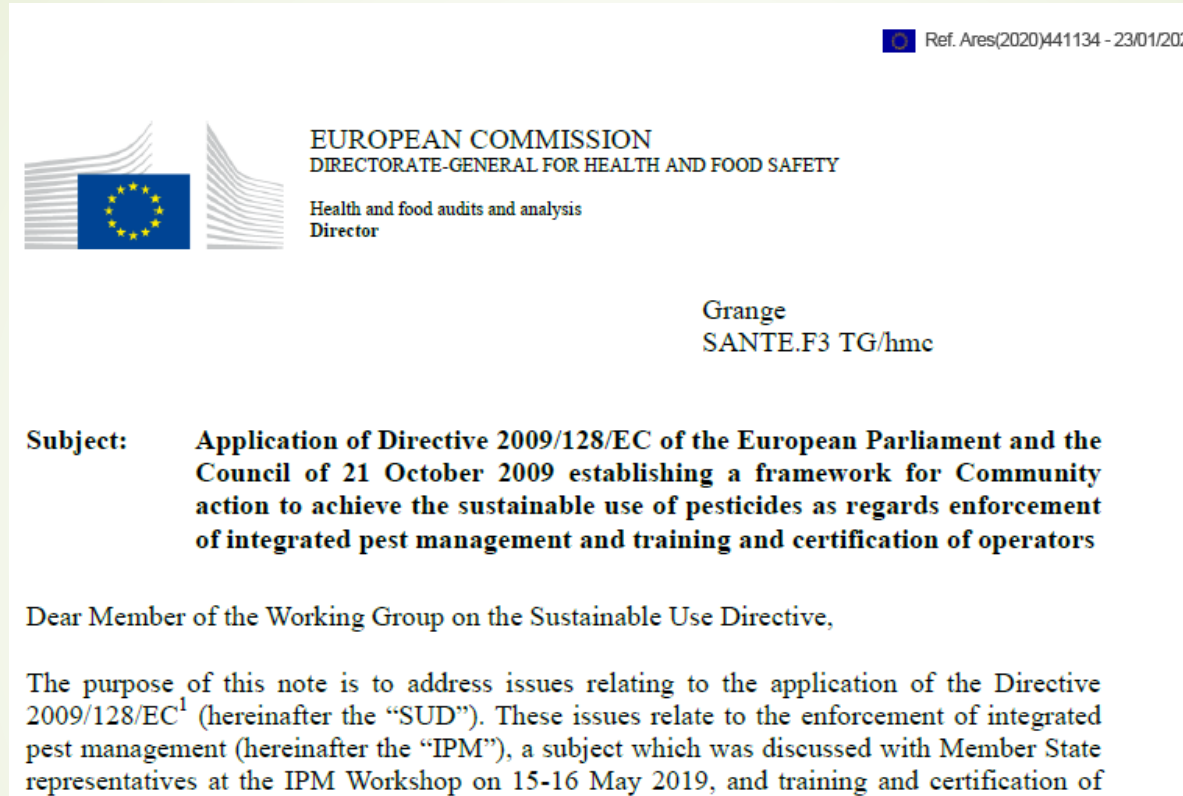 Ref. Ares(2020)441134 - 23/01/202
EUROPEAN COMMISSION
DIRECTORATE-GENERAL FOR HEALTH AND FOOD SAFETY
Health and food audits and analysis
Director
Grange
SANTE.F3 TG/hmc
Subject: Application of Directive 2009/128/EC of the European Parliament and the
Council of 21 October 2009 establishing a framework for Community
action to achieve the sustainable use of pesticides as regards enforcement
of integrated pest management and training and certification of operators
Dear Member of the Working Group on the Sustainable Use Directive,
The purpose of this note is to address issues relating to the application of the Directive
2009/128/EC¹ (hereinafter the “SUD”). These issues relate to the enforcement of integrated
pest management (hereinafter the “IPM”), a subject which was discussed with Member State
representatives at the IPM Workshop on 15-16 May 2019, and training and certification of